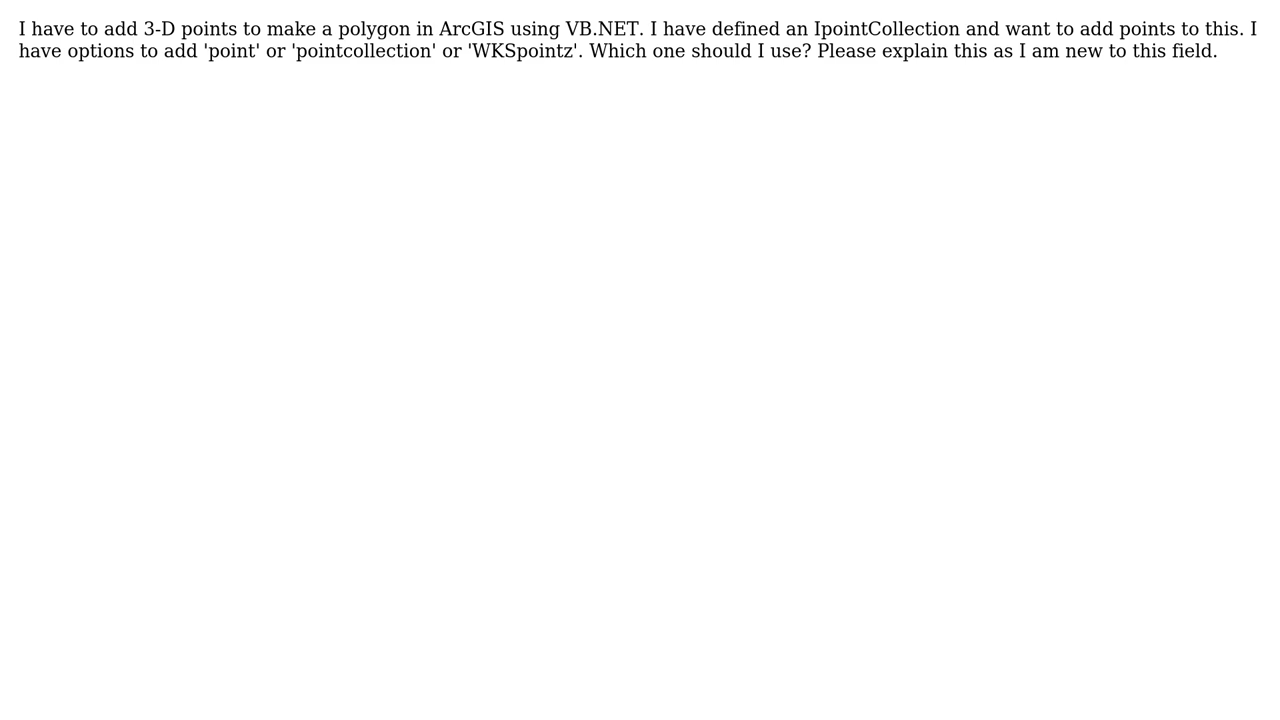 I have to add 3-D points to make a polygon in ArcGIS using VB.NET. I have defined an IpointCollection and want to add points to this. I
have options to add 'point' or 'pointcollection' or 'WKSpointz'. Which one should I use? Please explain this as I am new to this field.